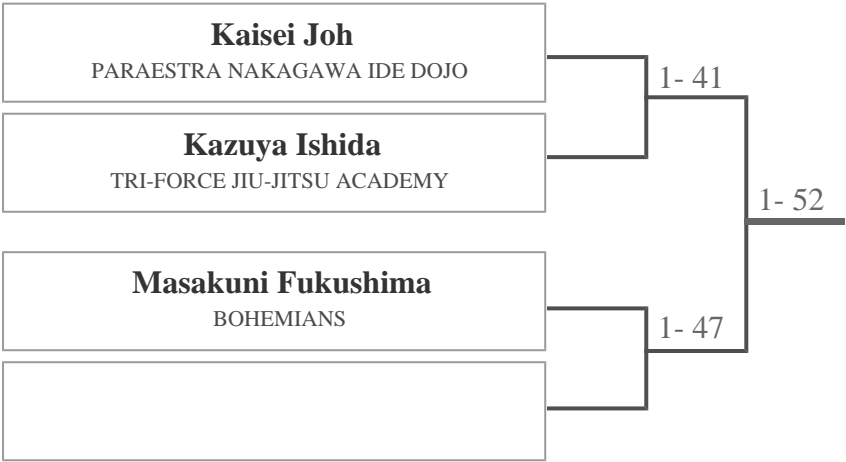 Kaisei Joh
PARAESTRA NAKAGAWA IDE DOJO
1- 41
Kazuya Ishida
TRI-FORCE JIU-JITSU ACADEMY
1- 52
Masakuni Fukushima
BOHEMIANS
1- 47